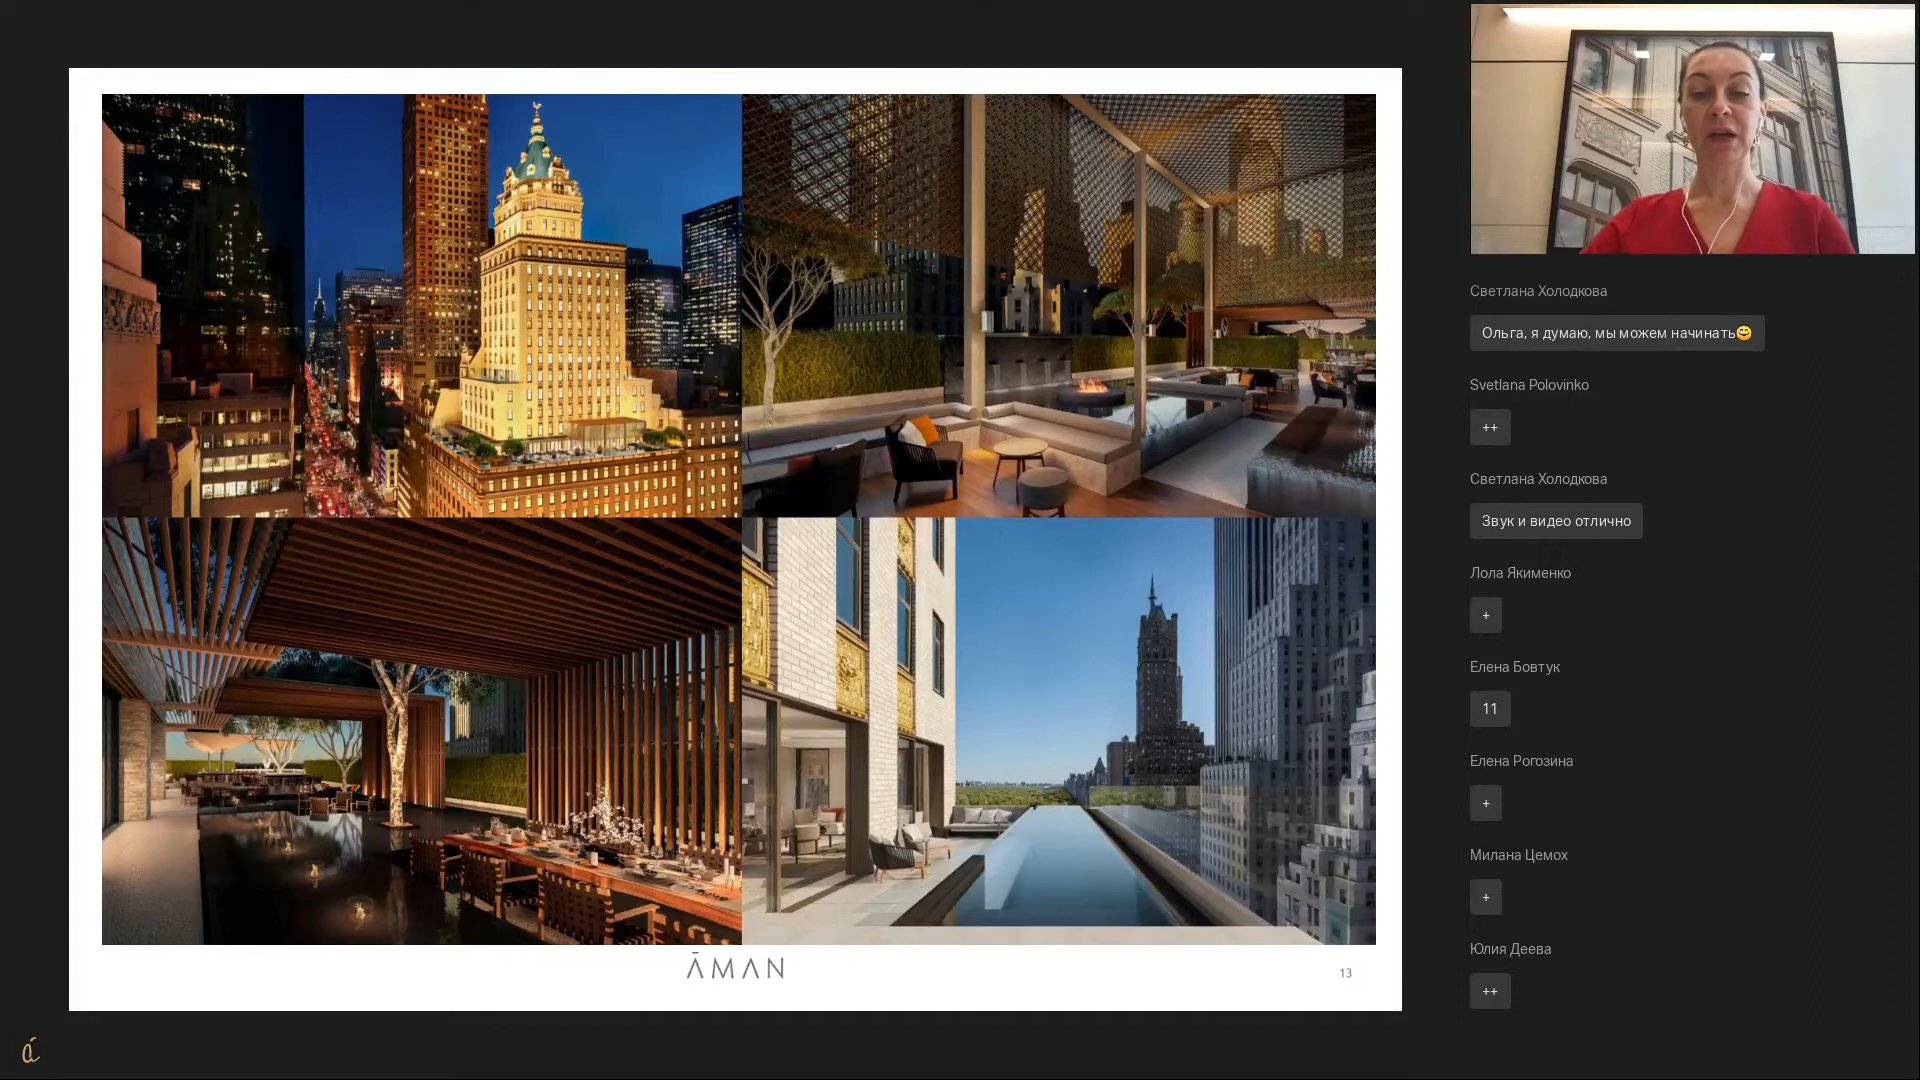 ĀMAN
13
Светлана Холодкова
Ольга, я думаю, мы можем начинать😀
Svetlana Polovinko
++
Светлана Холодкова
Звук и видео отлично
Лола Якименко
+
Елена Бовтук
11
Елена Рогозина
+
Милана Цемох
+
Юлия Деева
++
á